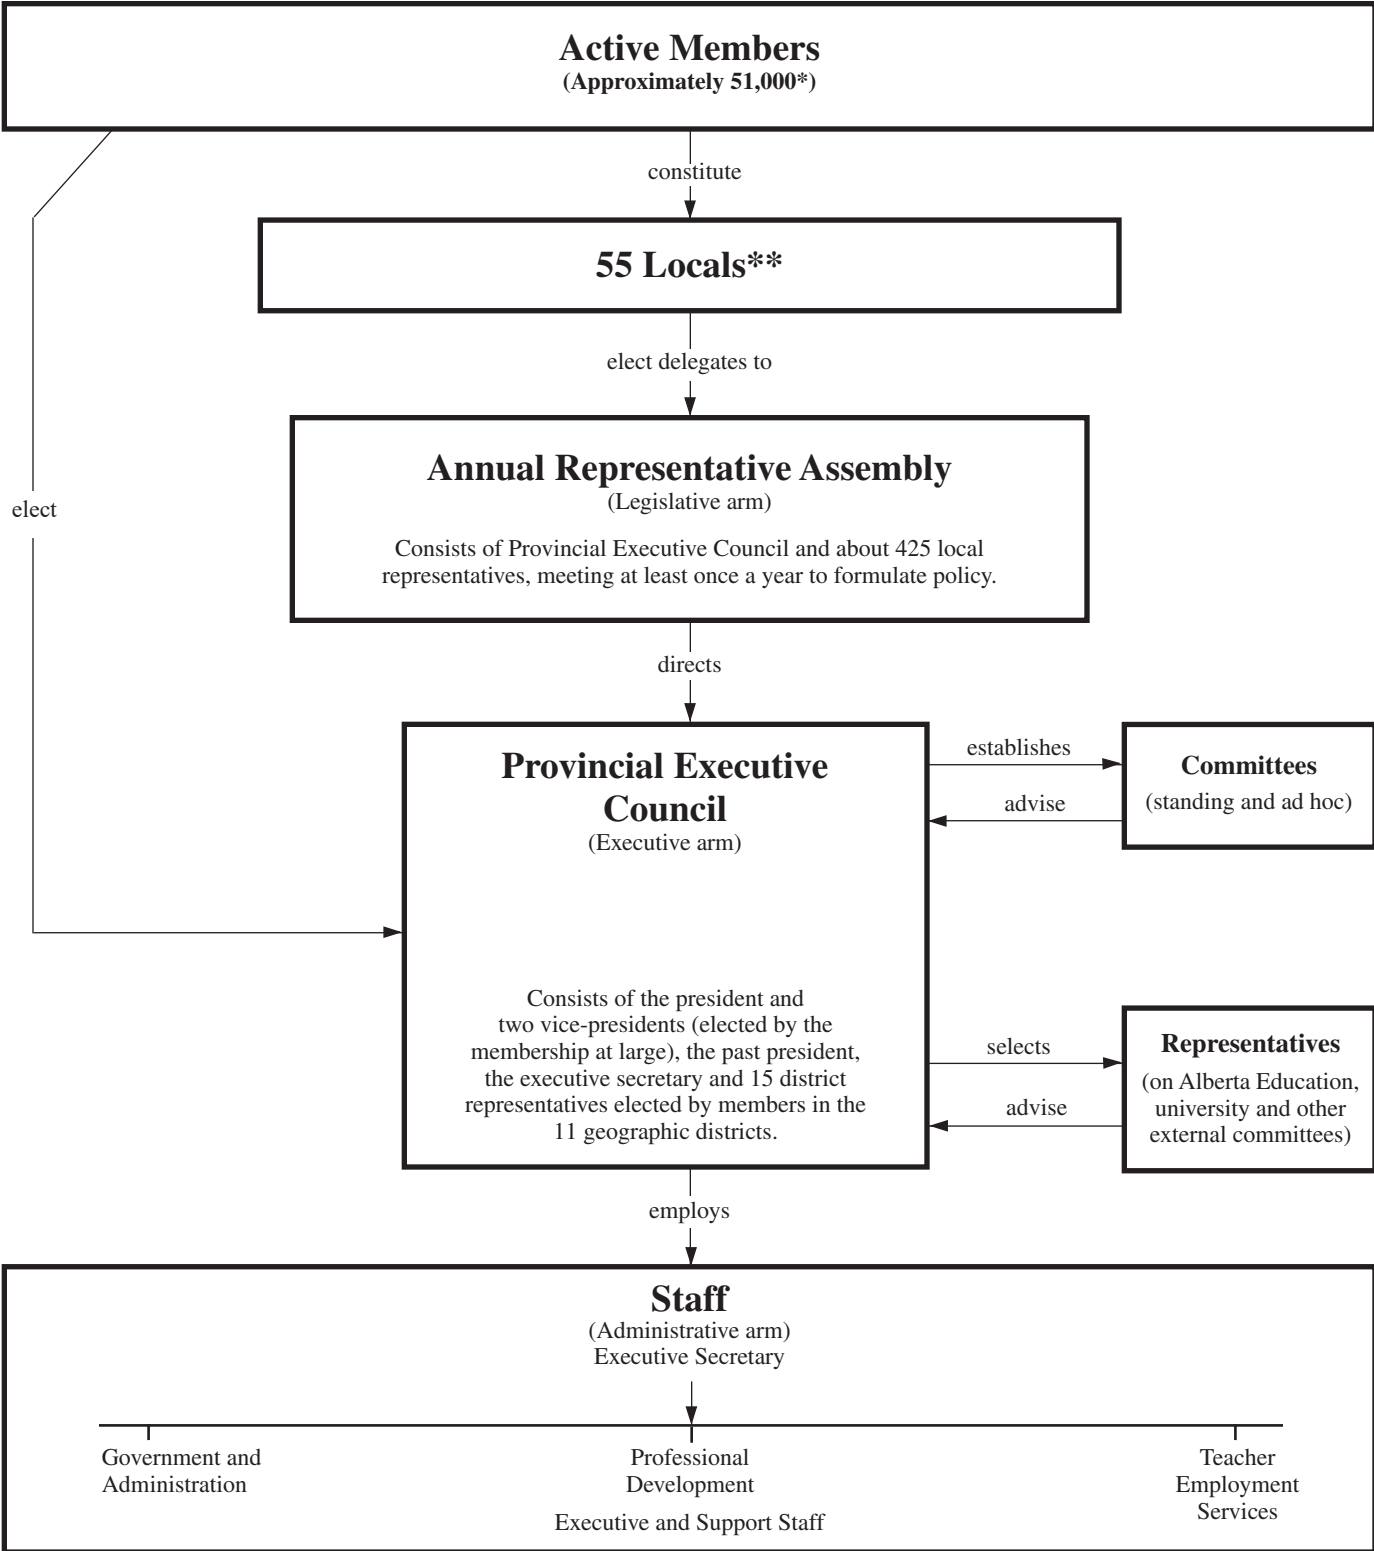 Active Members
(Approximately 51,000*)
constitute
55 Locals**
elect delegates to
elect
Annual Representative Assembly
(Legislative arm)
Consists of Provincial Executive Council and about 425 local
representatives, meeting at least once a year to formulate policy.
directs
Provincial Executive
Council
(Executive arm)
Consists of the president and
two vice-presidents (elected by the
membership at large), the past president,
the executive secretary and 15 district
representatives elected by members in the
11 geographic districts.
establishes
advise
Committees
(standing and ad hoc)
selects
advise
Representatives
(on Alberta Education,
university and other
external committees)
employs
Staff
(Administrative arm)
Executive Secretary
Government and
Administration
Professional
Development
Teacher
Employment
Services
Executive and Support Staff